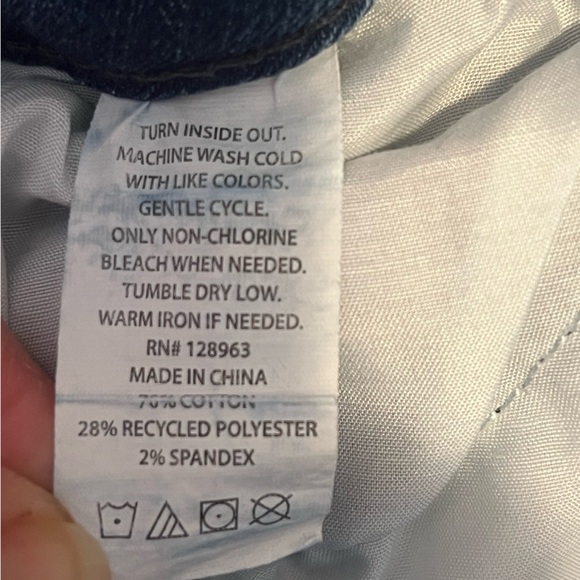 TURN INSIDE OUT.
MACHINE WASH COLD
WITH LIKE COLORS.
GENTLE CYCLE.
ONLY NON-CHLORINE
BLEACH WHEN NEEDED.
TUMBLE DRY LOW.
WARM IRON IF NEEDED.
RN# 128963
MADE IN CHINA
70% COTTON
28% RECYCLED POLYESTER
2% SPANDEX